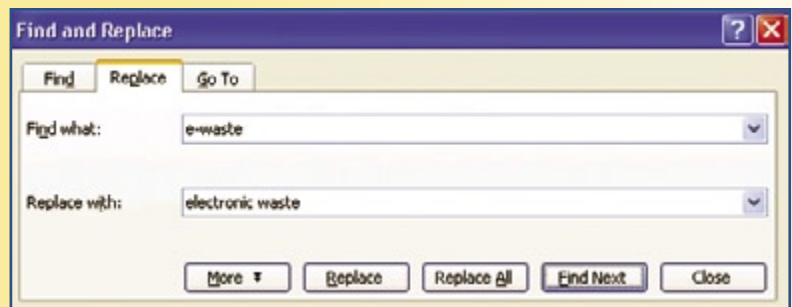 Find and Replace
Find Replace Go To
Find what: e-waste
Replace with: electronic waste
More Replace Replace All Find Next Close